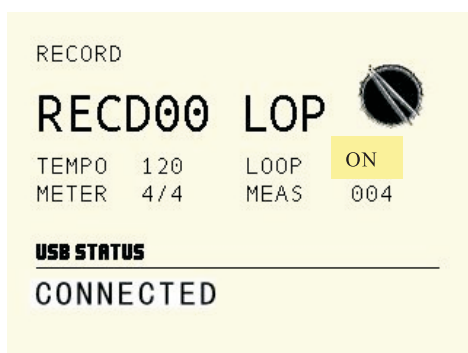 RECORD
RECD00 LOP
TEMPO 120 LOOP ON
METER 4/4 MEAS 004
USB STATUS
CONNECTED